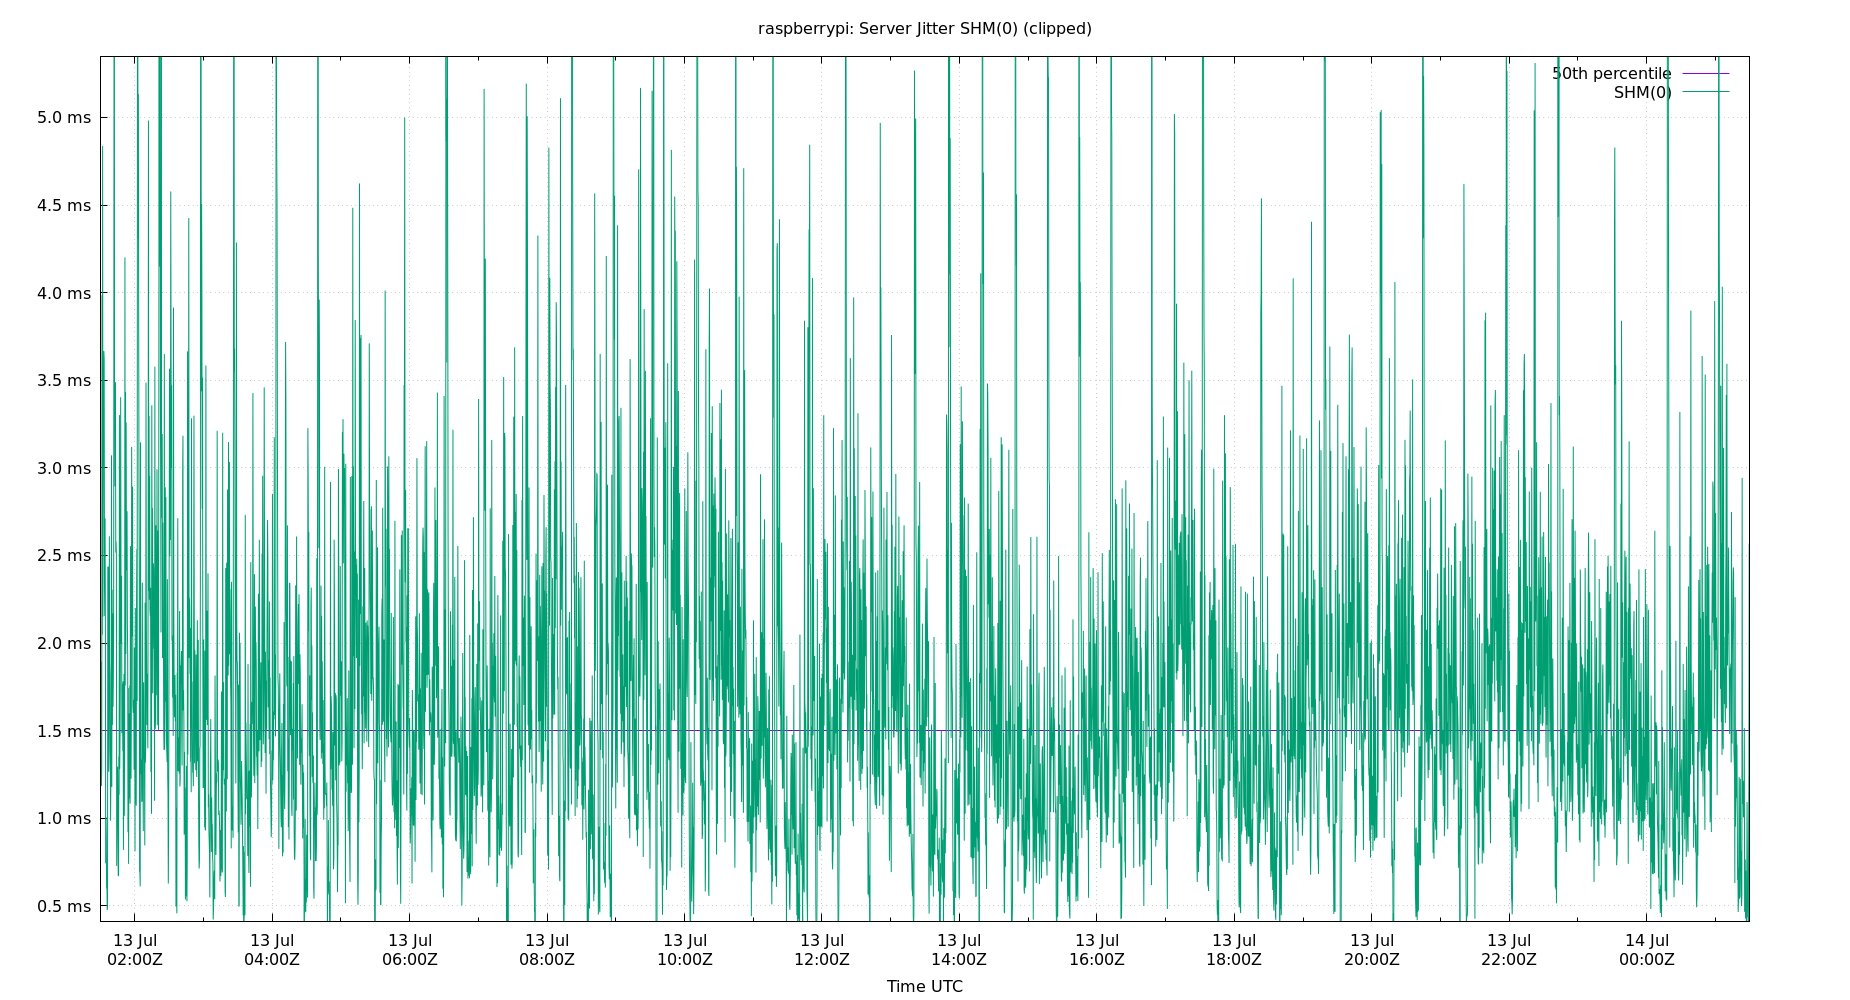 raspberrypi: Server Jitter SHM(0) (clipped)
50th percentile
SHM(0)
5.0 ms
4.5 ms
4.0 ms
3.5 ms
3.0 ms
2.5 ms
2.0 ms
1.5 ms
1.0 ms
0.5 ms
13 Jul 13 Jul 13 Jul 13 Jul 13 Jul 13 Jul 13 Jul 13 Jul 13 Jul 13 Jul 13 Jul 14 Jul
02:00Z 04:00Z 06:00Z 08:00Z 10:00Z 12:00Z 14:00Z 16:00Z 18:00Z 20:00Z 22:00Z 00:00Z
Time UTC